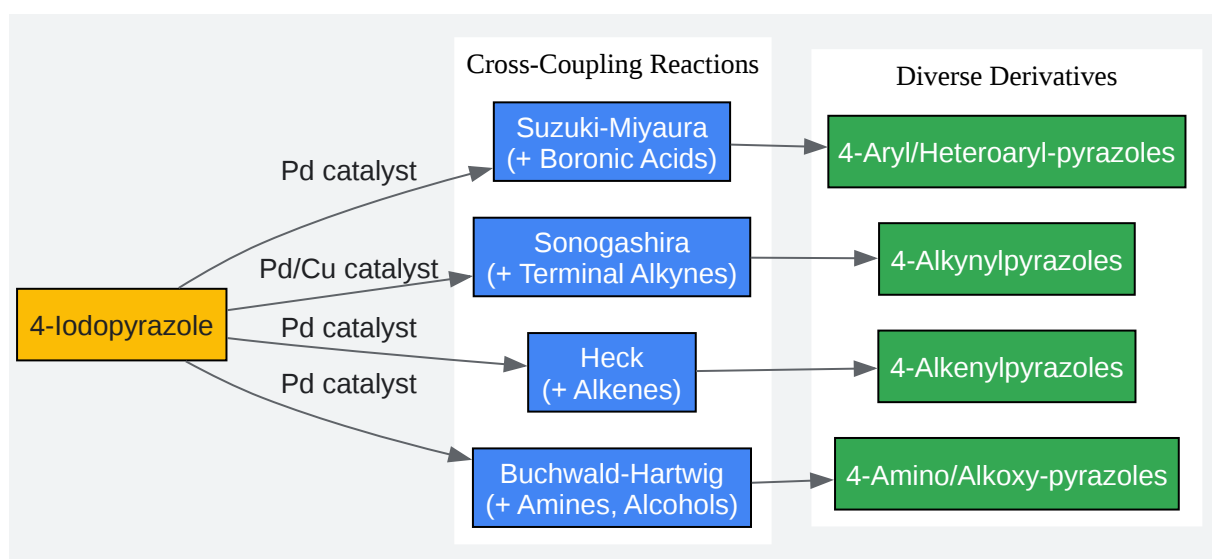 Cross-Coupling Reactions
Diverse Derivatives
4-Iodopyrazole
Pd catalyst
Suzuki-Miyaura
(+ Boronic Acids)
4-Aryl/Heteroaryl-pyrazoles
Pd/Cu catalyst
Sonogashira
(+ Terminal Alkynes)
4-Alkynylpyrazoles
Pd catalyst
Heck
(+ Alkenes)
4-Alkenylpyrazoles
Pd catalyst
Buchwald-Hartwig
(+ Amines, Alcohols)
4-Amino/Alkoxy-pyrazoles